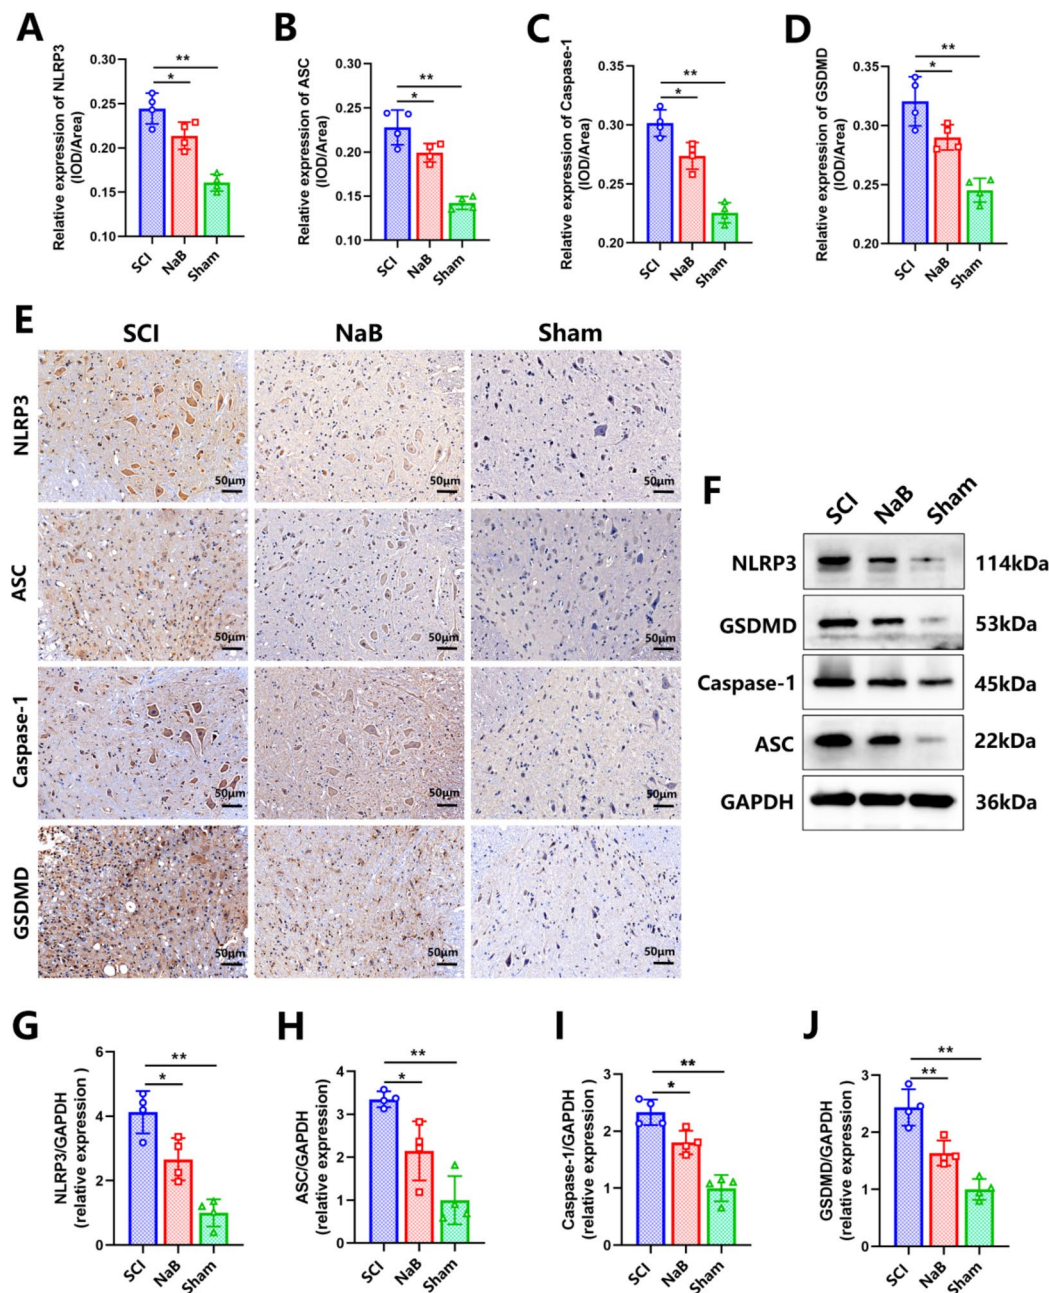 A
B
C
D
Relative expression of NLRP3
(IOD/Area)
0.30
0.25
0.20
0.15
0.10
**
*
SCI
NaB
Sham
Relative expression of ASC
(IOD/Area)
0.30
0.25
0.20
0.15
0.10
**
*
SCI
NaB
Sham
Relative expression of Caspase-1
(IOD/Area)
0.35
0.30
0.25
0.20
**
*
SCI
NaB
Sham
Relative expression of GSDMD
(IOD/Area)
0.35
0.30
0.25
0.20
**
*
SCI
NaB
Sham
E
SCI NaB Sham
NLRP3
50μm 50μm 50μm
ASC
50μm 50μm 50μm
Caspase-1
50μm 50μm 50μm
GSDMD
50μm 50μm 50μm
F
SCI NaB Sham
NLRP3 114kDa
GSDMD 53kDa
Caspase-1 45kDa
ASC 22kDa
GAPDH 36kDa
G
H
I
J
NLRP3/GAPDH
(relative expression )
6
4
2
0
**
*
SCI
NaB
Sham
ASC/GAPDH
(relative expression)
4
3
2
1
0
**
*
SCI
NaB
Sham
Caspase-1/GAPDH
(relative expression )
3
2
1
0
**
*
SCI
NaB
Sham
GSDMD/GAPDH
(relative expression )
3
2
1
0
**
**
SCI
NaB
Sham